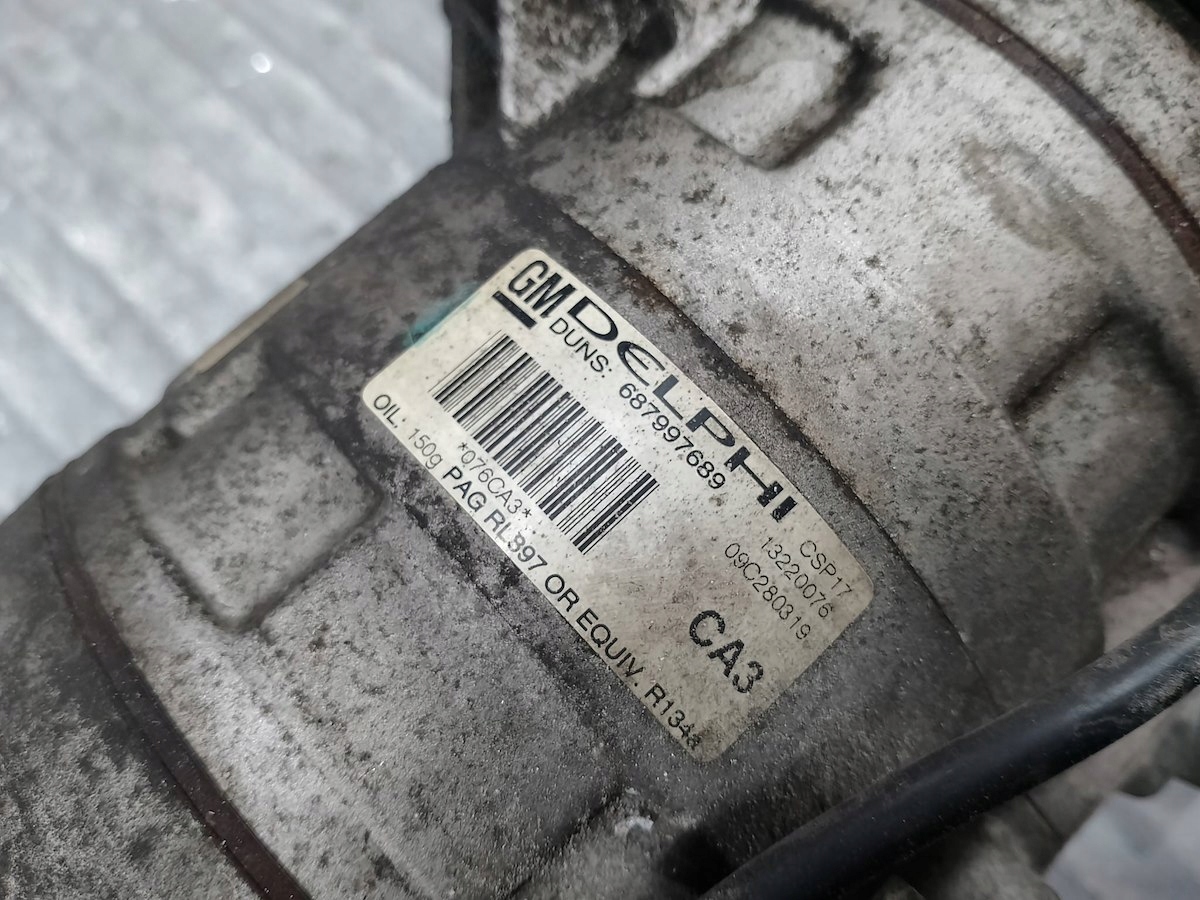 GM DELPHI
DUNS: 687997689
*076CA3*
CSP17
13220076
09C280319
CA3
OIL, 150g PAG RL897 OR EQUIV. R134a